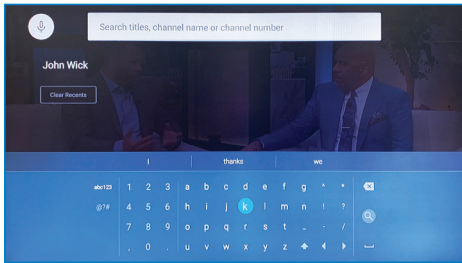 Search titles, channel name or channel number
John Wick
Clear Recents
I thanks we
abc123 1 2 3 a b c d e f g ' "
@?# 4 5 6 h i j k l m n ! ?
7 8 9 o p q r s t _ - /
, 0 . u v w x y z